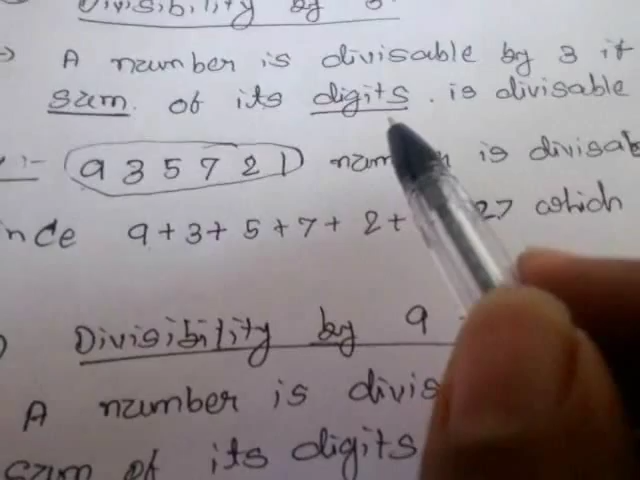 Divisibility by 3
A number is divisable by 3 if
sum of its digits . is divisable
:- 935721 number is divisab
nce 9+3+5+7+2+ 27 which
Divisibility by 9
A number is divis
sum of its digits